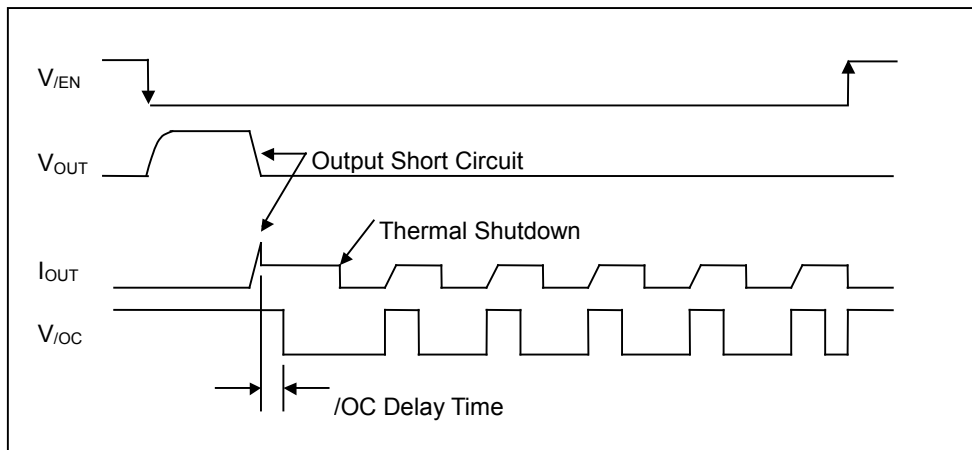 V/EN
VOUT
Output Short Circuit
Thermal Shutdown
IOUT
V/OC
/OC Delay Time